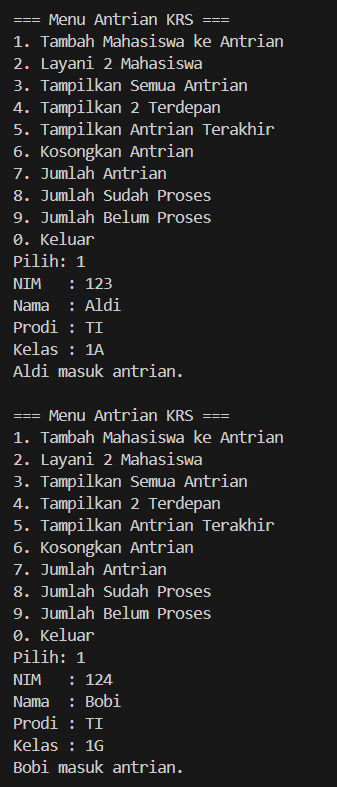 === Menu Antrian KRS ===
1. Tambah Mahasiswa ke Antrian
2. Layani 2 Mahasiswa
3. Tampilkan Semua Antrian
4. Tampilkan 2 Terdepan
5. Tampilkan Antrian Terakhir
6. Kosongkan Antrian
7. Jumlah Antrian
8. Jumlah Sudah Proses
9. Jumlah Belum Proses
0. Keluar
Pilih: 1
NIM   : 123
Nama  : Aldi
Prodi : TI
Kelas : 1A
Aldi masuk antrian.

=== Menu Antrian KRS ===
1. Tambah Mahasiswa ke Antrian
2. Layani 2 Mahasiswa
3. Tampilkan Semua Antrian
4. Tampilkan 2 Terdepan
5. Tampilkan Antrian Terakhir
6. Kosongkan Antrian
7. Jumlah Antrian
8. Jumlah Sudah Proses
9. Jumlah Belum Proses
0. Keluar
Pilih: 1
NIM   : 124
Nama  : Bobi
Prodi : TI
Kelas : 1G
Bobi masuk antrian.